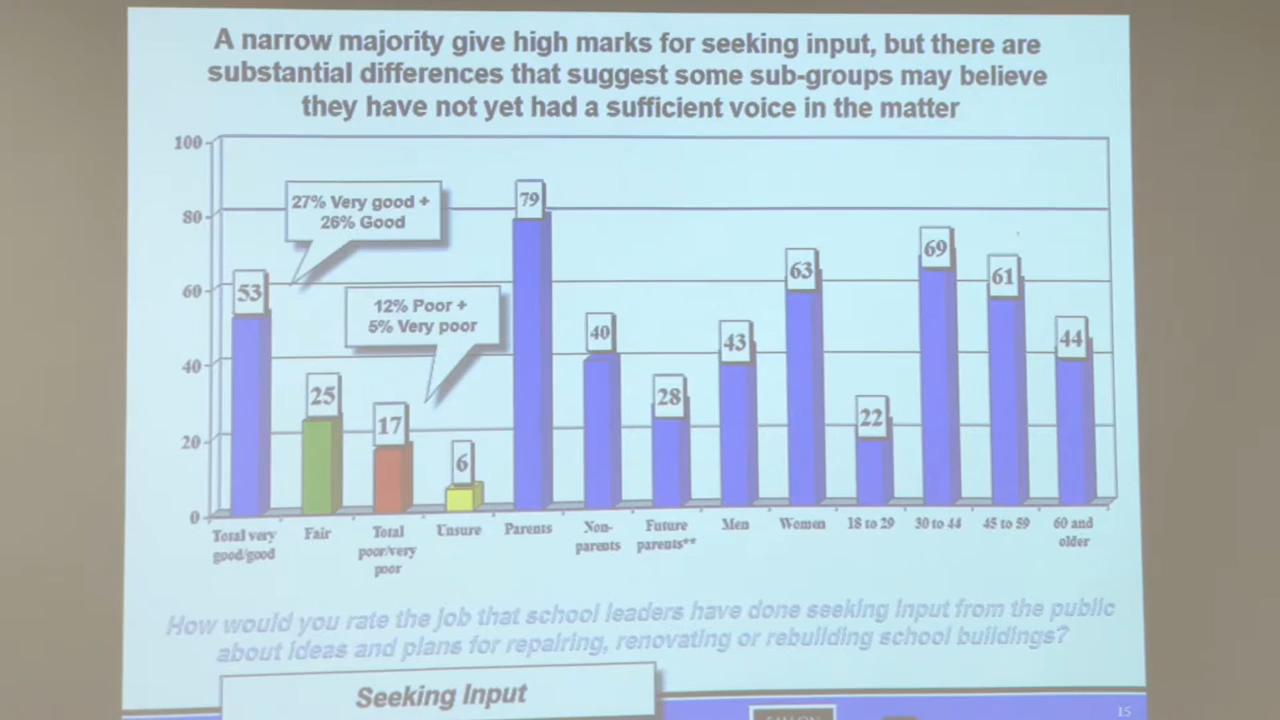 A narrow majority give high marks for seeking input, but there are
substantial differences that suggest some sub-groups may believe
they have not yet had a sufficient voice in the matter
100
80
60
40
20
0
27% Very good +
26% Good
12% Poor +
5% Very poor
53
25
17
6
79
40
28
43
63
22
69
61
44
Total very
good/good
Fair
Total
poor/very
poor
Unsure
Parents
Non-
parents
Future
parents**
Men
Women
18 to 29
30 to 44
45 to 59
60 and
older
How would you rate the job that school leaders have done seeking input from the public
about ideas and plans for repairing, renovating or rebuilding school buildings?
Seeking Input
15